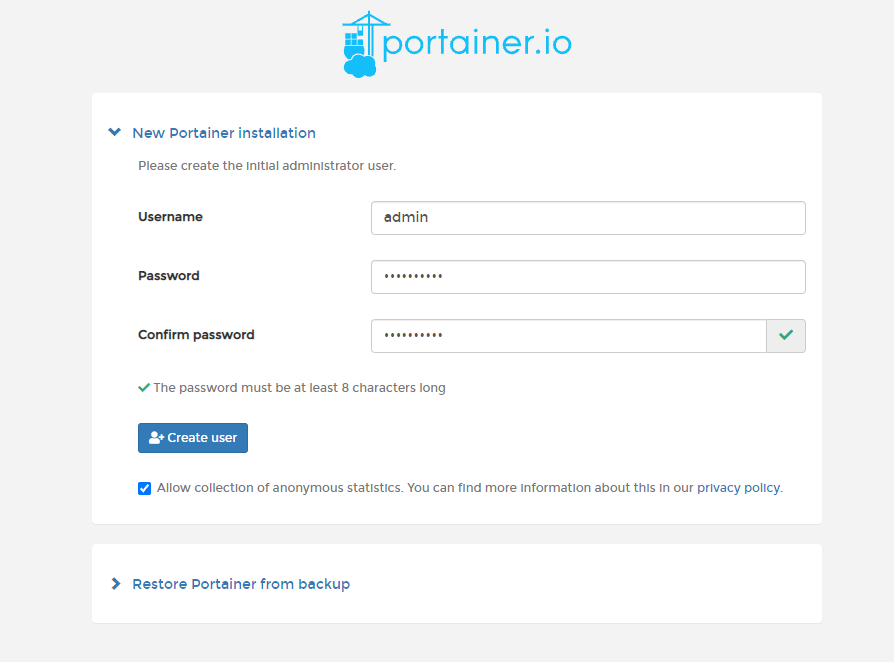 portainer.io
New Portainer installation
Please create the initial administrator user.
Username
admin
Password
••••••••••
Confirm password
••••••••••
The password must be at least 8 characters long
Create user
Allow collection of anonymous statistics. You can find more information about this in our privacy policy.
Restore Portainer from backup